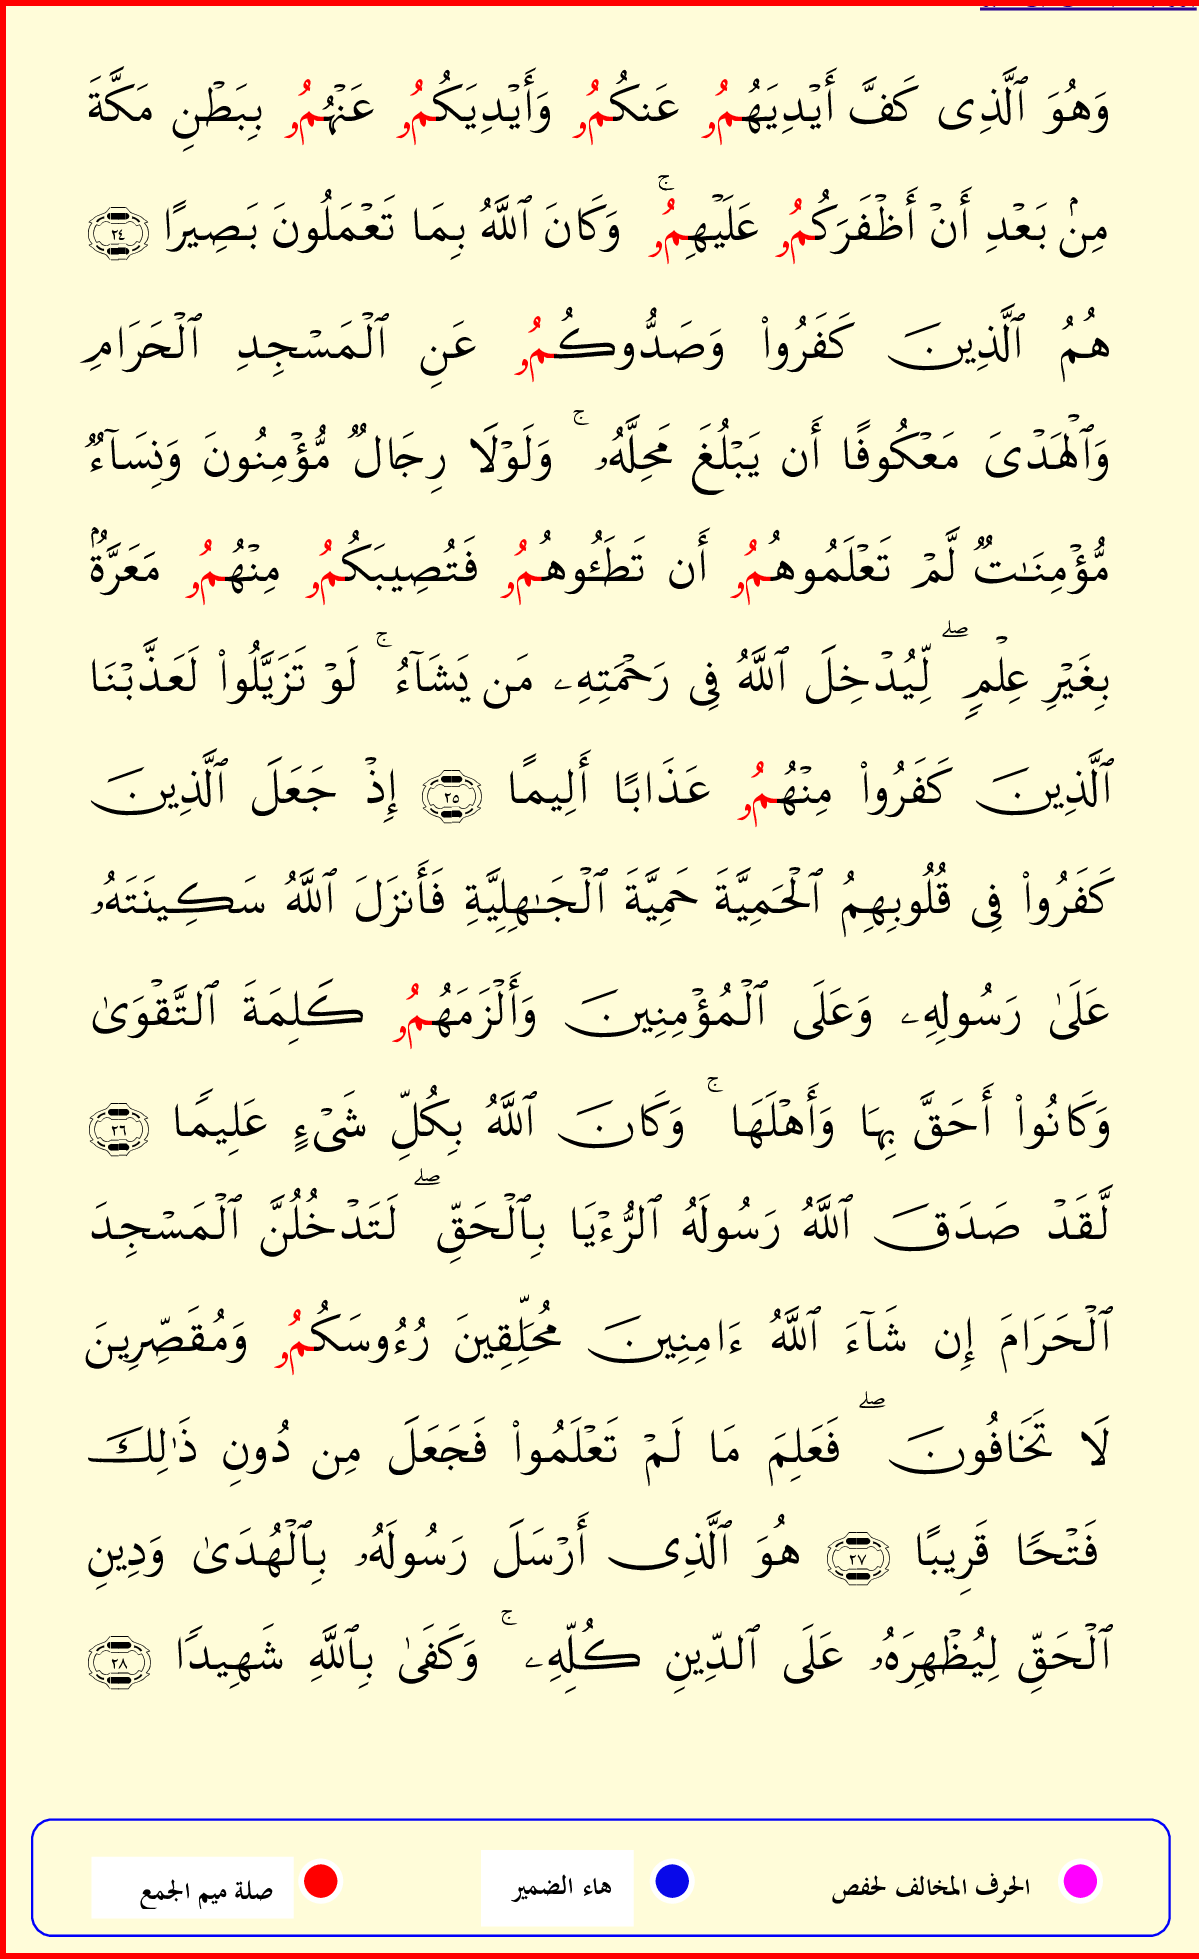 وَهُوَ ٱلَّذِى كَفَّ أَيْدِيَهُمُۥ عَنكُمُۥ وَأَيْدِيَكُمُۥ عَنْهُمُۥ بِبَطْنِ مَكَّةَ
مِنۢ بَعْدِ أَنْ أَظْفَرَكُمُۥ عَلَيْهِمُۥ ۚ وَكَانَ ٱللَّهُ بِمَا تَعْمَلُونَ بَصِيرًا ٢٤
هُمُ ٱلَّذِينَ كَفَرُوا۟ وَصَدُّوكُمُۥ عَنِ ٱلْمَسْجِدِ ٱلْحَرَامِ
وَٱلْهَدْىَ مَعْكُوفًا أَن يَبْلُغَ مَحِلَّهُۥ ۚ وَلَوْلَا رِجَالٌ مُّؤْمِنُونَ وَنِسَآءٌ
مُّؤْمِنَـٰتٌ لَّمْ تَعْلَمُوهُمُۥ أَن تَطَـُٔوهُمُۥ فَتُصِيبَكُمُۥ مِنْهُمُۥ مَعَرَّةٌۢ
بِغَيْرِ عِلْمٍ ۖ لِّيُدْخِلَ ٱللَّهُ فِى رَحْمَتِهِۦ مَن يَشَآءُ ۚ لَوْ تَزَيَّلُوا۟ لَعَذَّبْنَا
ٱلَّذِينَ كَفَرُوا۟ مِنْهُمُۥ عَذَابًا أَلِيمًا ٢٥ إِذْ جَعَلَ ٱلَّذِينَ
كَفَرُوا۟ فِى قُلُوبِهِمُ ٱلْحَمِيَّةَ حَمِيَّةَ ٱلْجَـٰهِلِيَّةِ فَأَنزَلَ ٱللَّهُ سَكِينَتَهُۥ
عَلَىٰ رَسُولِهِۦ وَعَلَى ٱلْمُؤْمِنِينَ وَأَلْزَمَهُمُۥ كَلِمَةَ ٱلتَّقْوَىٰ
وَكَانُوا۟ أَحَقَّ بِهَا وَأَهْلَهَا ۚ وَكَانَ ٱللَّهُ بِكُلِّ شَىْءٍ عَلِيمًا ٢٦
لَّقَدْ صَدَقَ ٱللَّهُ رَسُولَهُ ٱلرُّءْيَا بِٱلْحَقِّ ۖ لَتَدْخُلُنَّ ٱلْمَسْجِدَ
ٱلْحَرَامَ إِن شَآءَ ٱللَّهُ ءَامِنِينَ مُحَلِّقِينَ رُءُوسَكُمُۥ وَمُقَصِّرِينَ
لَا تَخَافُونَ ۖ فَعَلِمَ مَا لَمْ تَعْلَمُوا۟ فَجَعَلَ مِن دُونِ ذَٰلِكَ
فَتْحًا قَرِيبًا ٢٧ هُوَ ٱلَّذِى أَرْسَلَ رَسُولَهُۥ بِٱلْهُدَىٰ وَدِينِ
ٱلْحَقِّ لِيُظْهِرَهُۥ عَلَى ٱلدِّينِ كُلِّهِۦ ۚ وَكَفَىٰ بِٱللَّهِ شَهِيدًا ٢٨
الحرف المخالف لحفص هاء الضمير صلة ميم الجمع